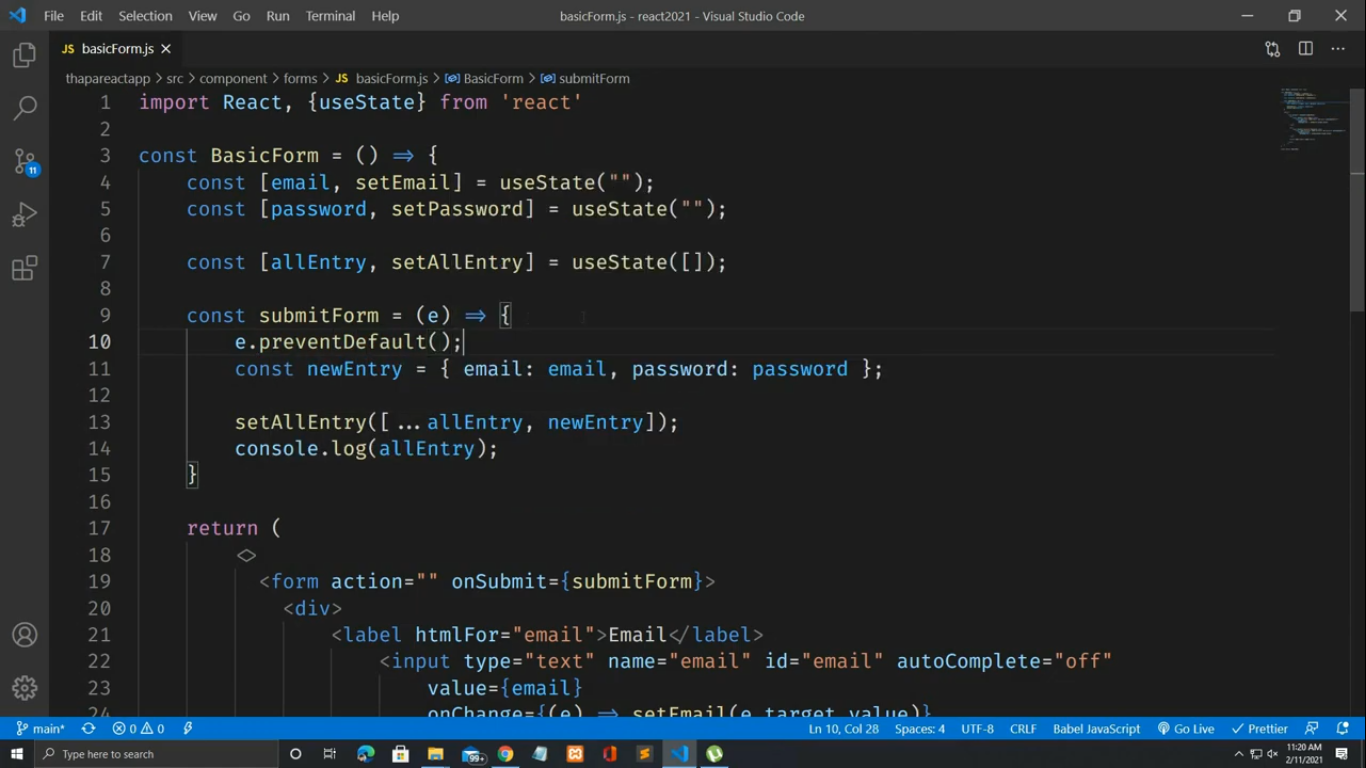 File Edit Selection View Go Run Terminal Help basicForm.js - react2021 - Visual Studio Code
JS basicForm.js
thapareactapp > src > component > forms > JS basicForm.js > BasicForm > submitForm
1 import React, {useState} from 'react'
2
3 const BasicForm = () => {
4 const [email, setEmail] = useState("");
5 const [password, setPassword] = useState("");
6
7 const [allEntry, setAllEntry] = useState([]);
8
9 const submitForm = (e) => {
10 e.preventDefault();
11 const newEntry = { email: email, password: password };
12
13 setAllEntry([...allEntry, newEntry]);
14 console.log(allEntry);
15 }
16
17 return (
18 <>
19 <form action="" onSubmit={submitForm}>
20 <div>
21 <label htmlFor="email">Email</label>
22 <input type="text" name="email" id="email" autoComplete="off"
23 value={email}
24 onChange={(e) => setEmail(e.target.value)}
11
main* 0 0 Ln 10, Col 28 Spaces: 4 UTF-8 CRLF Babel JavaScript Go Live Prettier
Type here to search 99+ 11:20 AM
2/11/2021